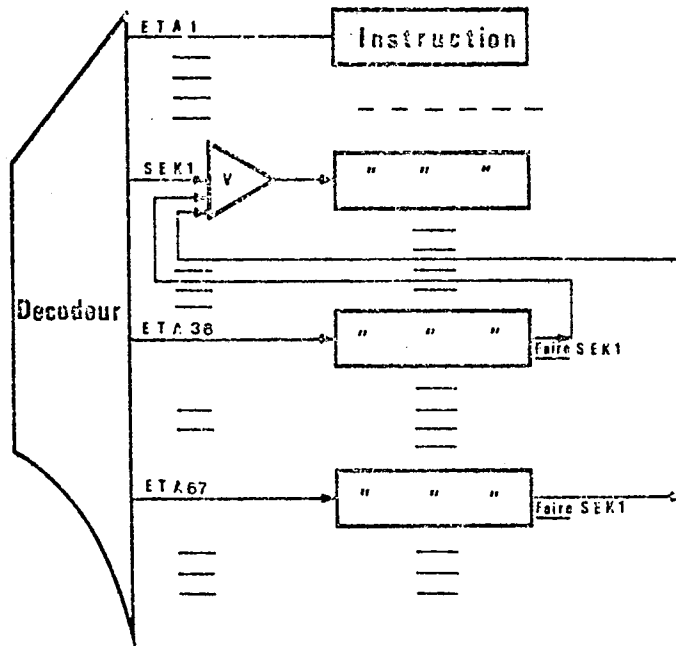 ETA1
Instruction
SEK1
V
" " "
Decodeur
ETA38
" " "
Faire SEK1
ETA67
" " "
Faire SEK1